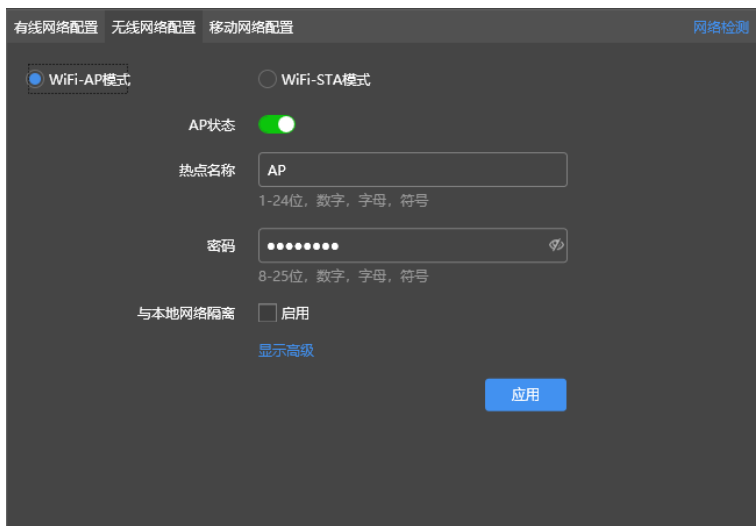 有线网络配置 无线网络配置 移动网络配置 网络检测
WiFi-AP模式 WiFi-STA模式
AP状态
热点名称 AP
1-24位，数字，字母，符号
密码 ●●●●●●●●
8-25位，数字，字母，符号
与本地网络隔离 启用
显示高级
应用